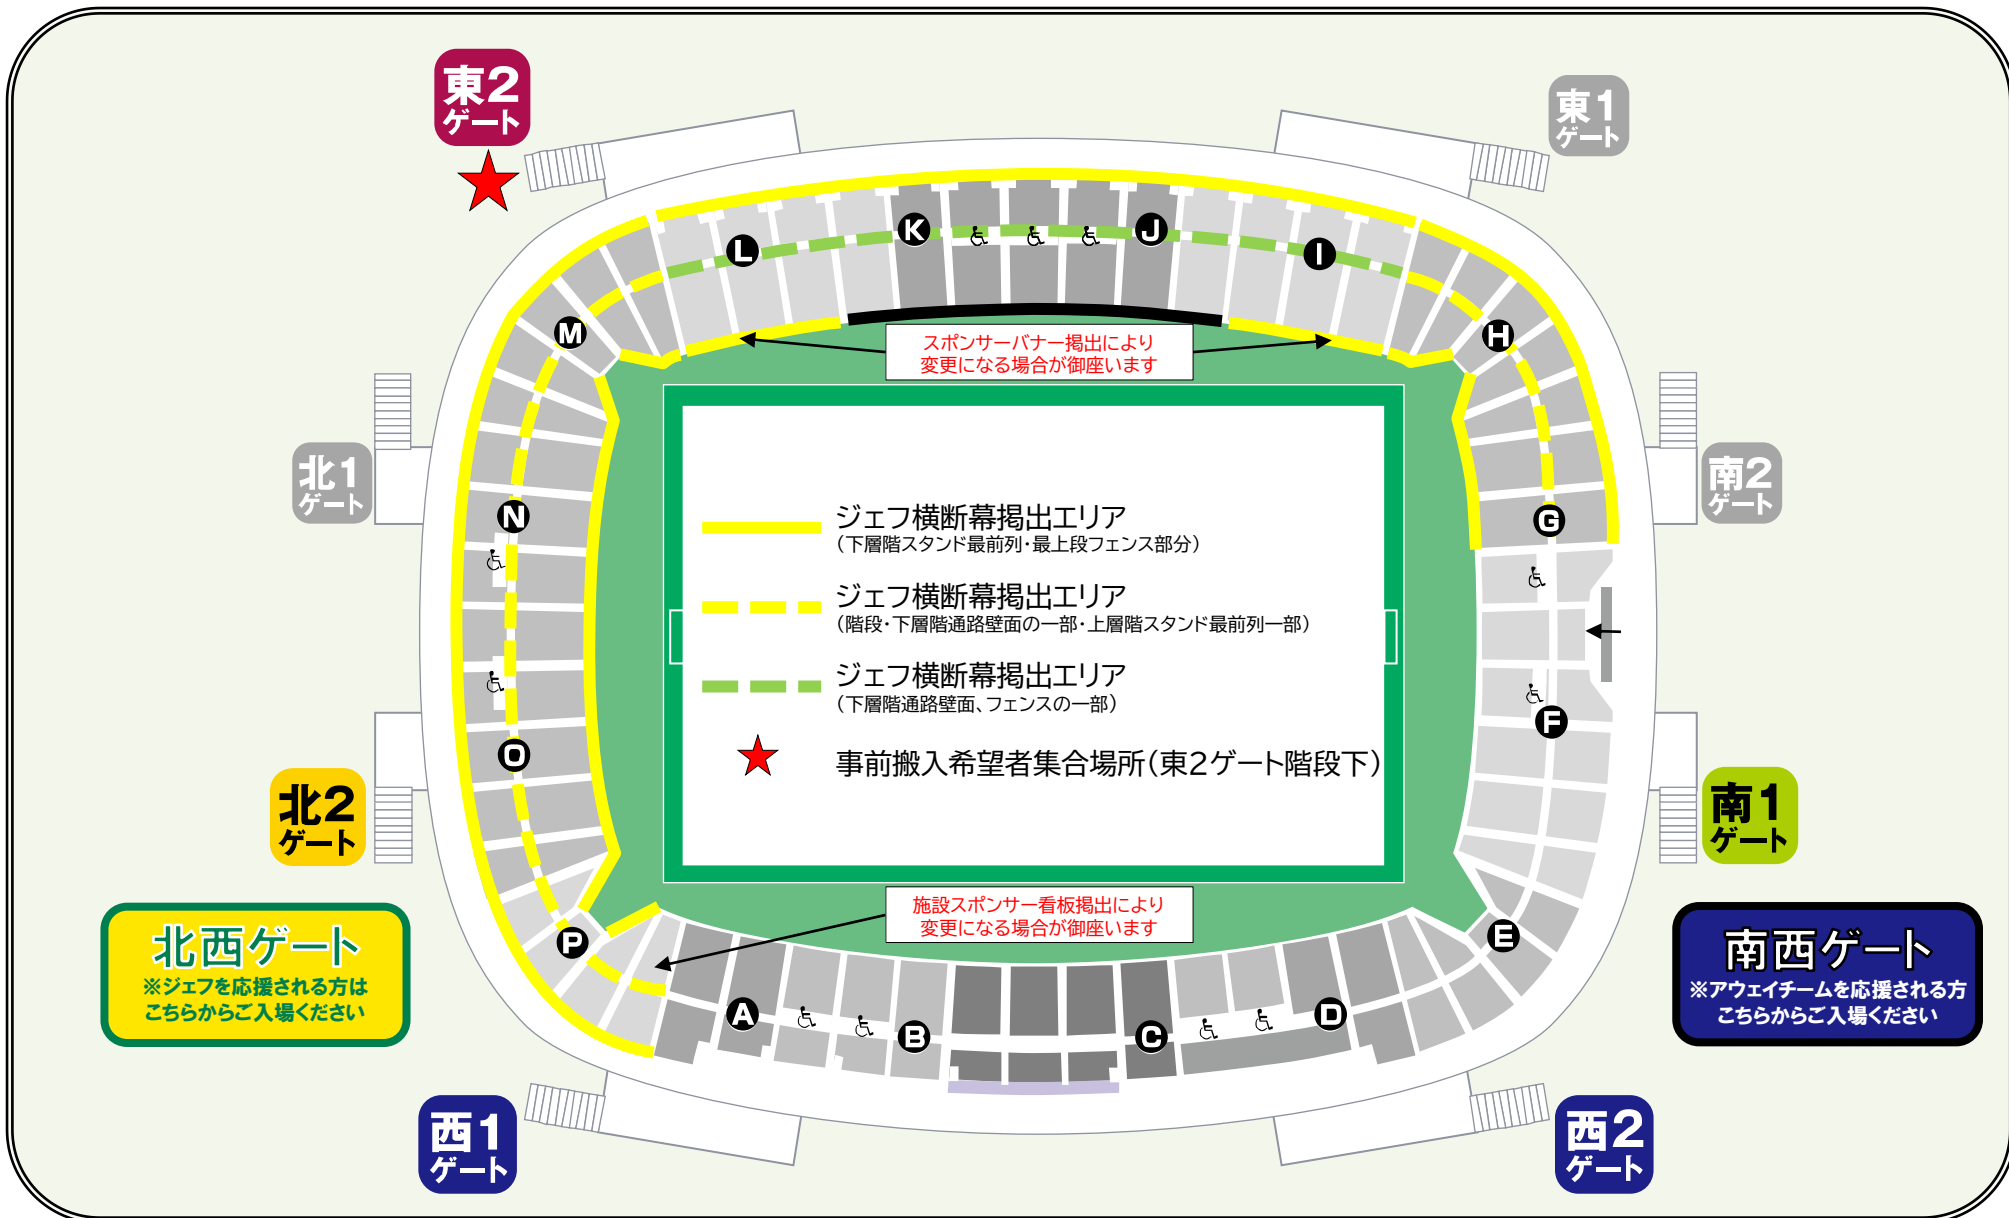 東2
ゲート
東1
ゲート
K
J
L
I
M
H
スポンサーバナー掲出により
変更になる場合が御座います
北1
ゲート
南2
ゲート
N
G
ジェフ横断幕掲出エリア
(下層階スタンド最前列・最上段フェンス部分)
ジェフ横断幕掲出エリア
(階段・下層階通路壁面の一部・上層階スタンド最前列一部)
ジェフ横断幕掲出エリア
(下層階通路壁面、フェンスの一部)
事前搬入希望者集合場所(東2ゲート階段下)
F
O
北2
ゲート
南1
ゲート
施設スポンサー看板掲出により
変更になる場合が御座います
P
E
北西ゲート
※ジェフを応援される方は
こちらからご入場ください
南西ゲート
※アウェイチームを応援される方
こちらからご入場ください
A
B
C
D
西1
ゲート
西2
ゲート